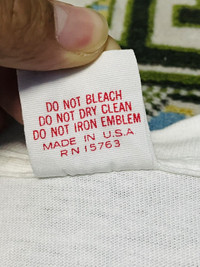 DO NOT BLEACH
DO NOT DRY CLEAN
DO NOT IRON EMBLEM
MADE IN U.S.A
RN 15763